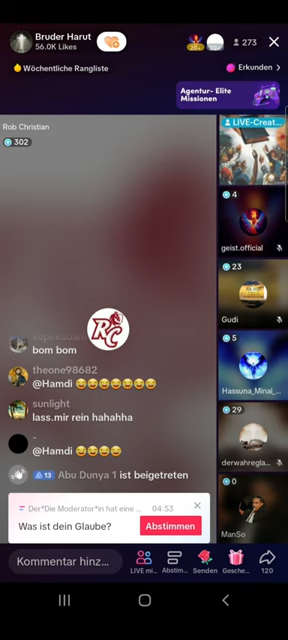 Bruder Harut
56.0K Likes
273
Wöchentliche Rangliste
Erkunden >
Agentur- Elite
Missionen
Rob Christian
302
LIVE-Creat...
4
geist.official
23
Gudi
5
Hassuna_Minal_...
29
derwahregla...
0
ManSo
RC
bom bom
theone98682
@Hamdi 😂😂😂😂😂😂😂
sunlight
lass.mir rein hahahha
-
@Hamdi 😂😂😂😂
13 Abu Dunya 1 ist beigetreten
Der*Die Moderator*in hat eine ... 04:53
Was ist dein Glaube?
Abstimmen
Kommentar hinz...
LIVE mi...
Abstim...
Senden
Gesche...
120